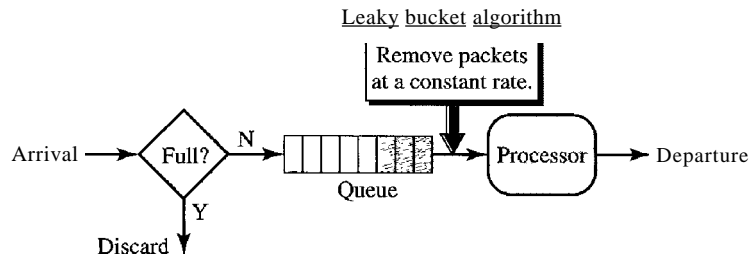 Leaky bucket algorithm
Remove packets
at a constant rate.
Arrival
Full?
N
Queue
Processor
Departure
Y
Discard